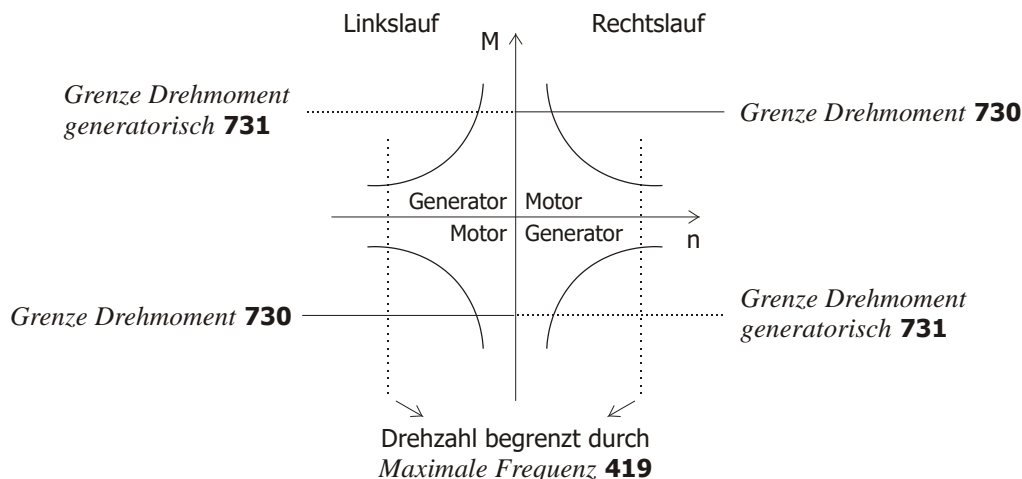 Linkslauf
Rechtslauf
M
Grenze Drehmoment
generatorisch 731
Grenze Drehmoment 730
Generator
Motor
n
Motor
Generator
Grenze Drehmoment 730
Grenze Drehmoment
generatorisch 731
Drehzahl begrenzt durch
Maximale Frequenz 419